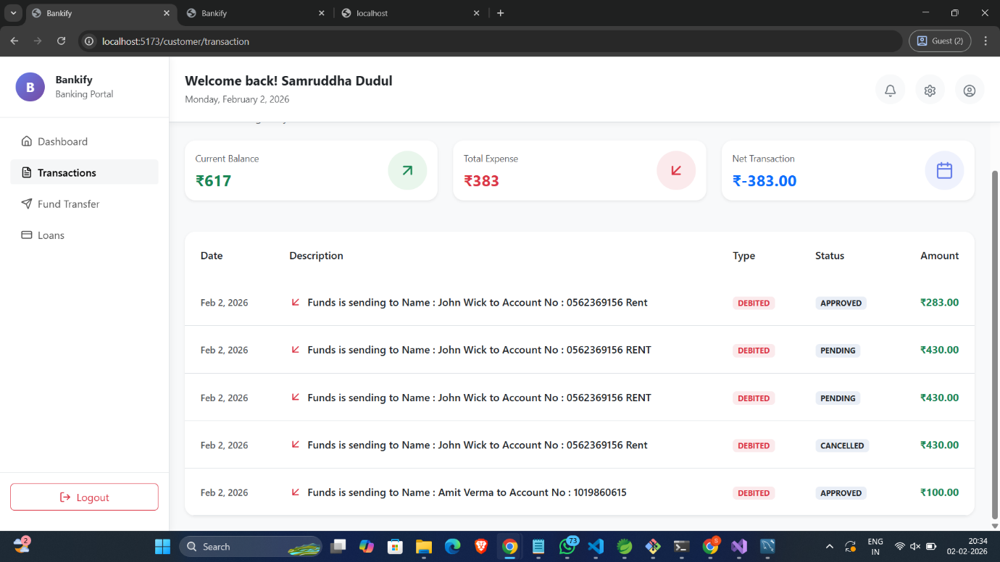 Bankify
Bankify
localhost
localhost:5173/customer/transaction
Guest (2)
B
Bankify
Banking Portal
Welcome back! Samruddha Dudul
Monday, February 2, 2026
Dashboard
Transactions
Fund Transfer
Loans
Logout
Current Balance
₹617
Total Expense
₹383
Net Transaction
₹-383.00
Date Description Type Status Amount
Feb 2, 2026 Funds is sending to Name : John Wick to Account No : 0562369156 Rent DEBITED APPROVED ₹283.00
Feb 2, 2026 Funds is sending to Name : John Wick to Account No : 0562369156 RENT DEBITED PENDING ₹430.00
Feb 2, 2026 Funds is sending to Name : John Wick to Account No : 0562369156 RENT DEBITED PENDING ₹430.00
Feb 2, 2026 Funds is sending to Name : John Wick to Account No : 0562369156 Rent DEBITED CANCELLED ₹430.00
Feb 2, 2026 Funds is sending to Name : Amit Verma to Account No : 1019860615 DEBITED APPROVED ₹100.00
2
Search
73
8
ENG
IN
20:34
02-02-2026